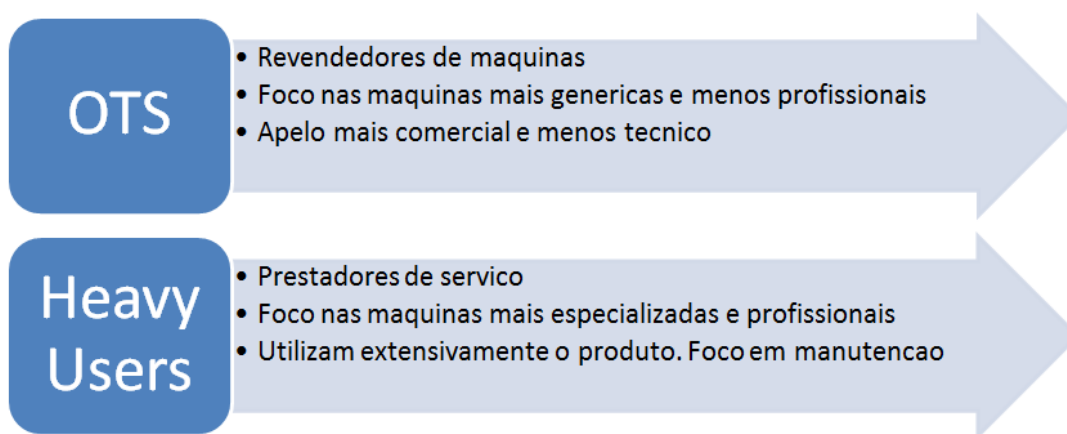 OTS
• Revendedores de maquinas
• Foco nas maquinas mais genericas e menos profissionais
• Apelo mais comercial e menos tecnico
Heavy
Users
• Prestadores de servico
• Foco nas maquinas mais especializadas e profissionais
• Utilizam extensivamente o produto. Foco em manutencao